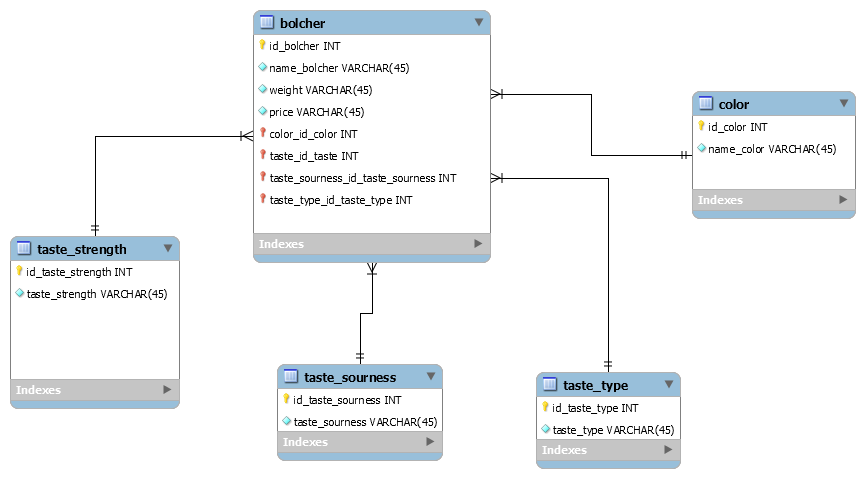 bolcher
id_bolcher INT
name_bolcher VARCHAR(45)
weight VARCHAR(45)
price VARCHAR(45)
color_id_color INT
taste_id_taste INT
taste_sourness_id_taste_sourness INT
taste_type_id_taste_type INT
Indexes
color
id_color INT
name_color VARCHAR(45)
Indexes
taste_strength
id_taste_strength INT
taste_strength VARCHAR(45)
Indexes
taste_sourness
id_taste_sourness INT
taste_sourness VARCHAR(45)
Indexes
taste_type
id_taste_type INT
taste_type VARCHAR(45)
Indexes